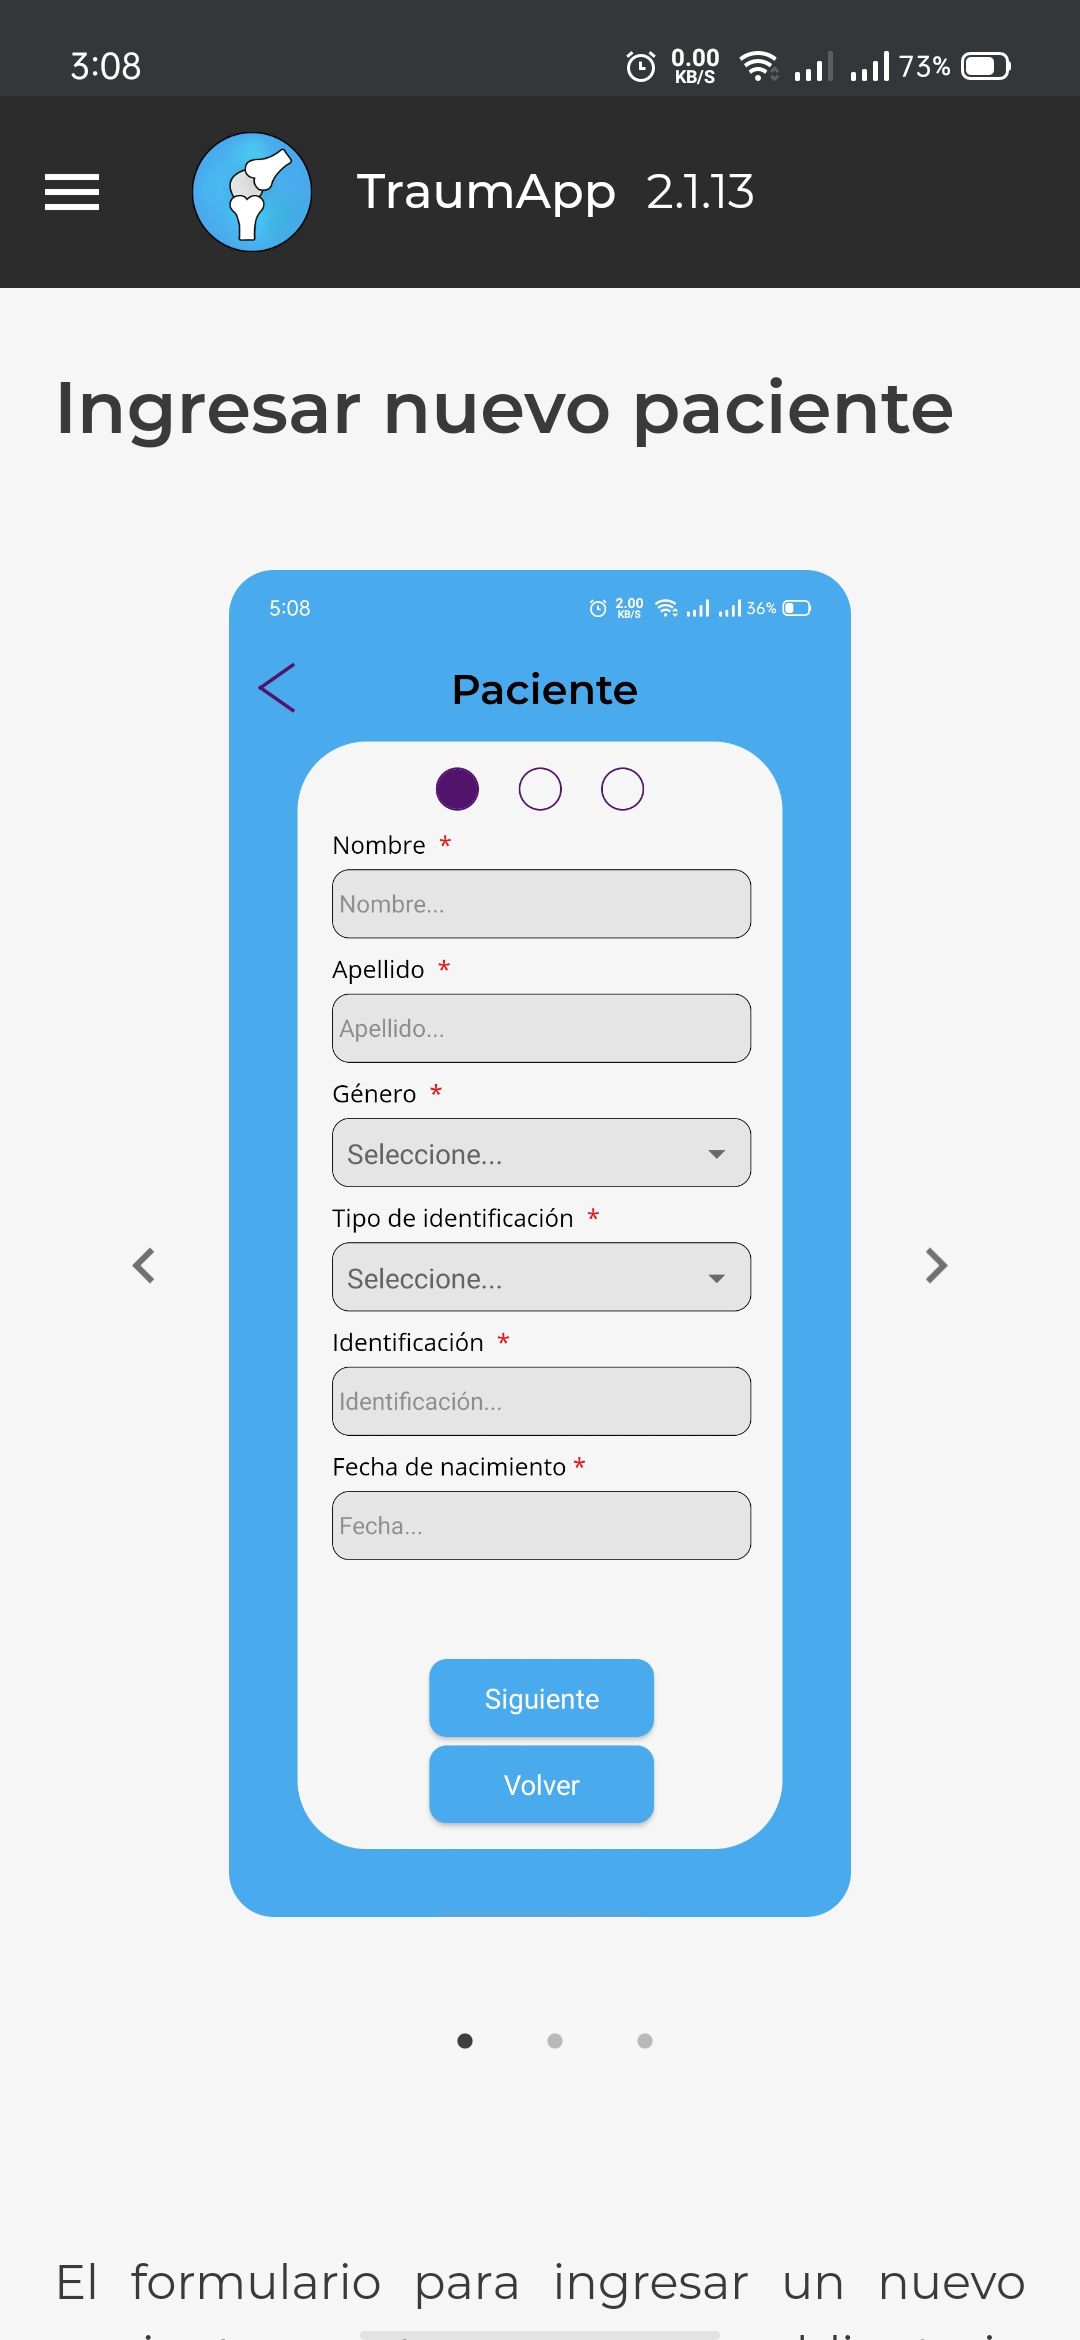 3:08 0.00 KB/S 73%
TraumApp 2.1.13
Ingresar nuevo paciente
5:08 2.00 KB/S 36%
Paciente
Nombre *
Nombre...
Apellido *
Apellido...
Género *
Seleccione...
Tipo de identificación *
Seleccione...
Identificación *
Identificación...
Fecha de nacimiento *
Fecha...
Siguiente
Volver
El formulario para ingresar un nuevo